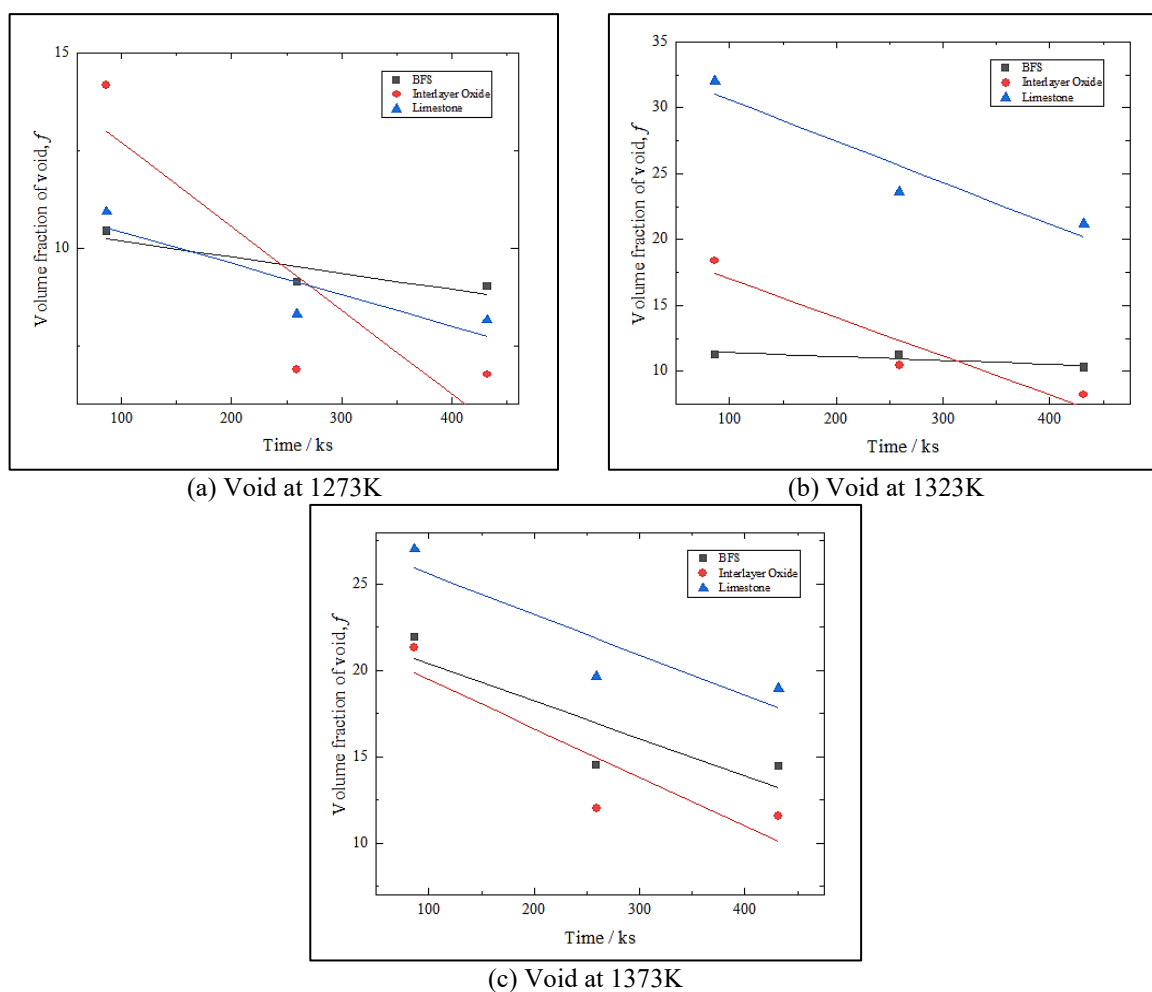 15
10
Volume fraction of void, f
BFS
Interlayer Oxide
Limestone
100
200
300
400
Time / ks
(a) Void at 1273K
35
30
25
20
15
10
Volume fraction of void, f
BFS
Interlayer Oxide
Limestone
100
200
300
400
Time / ks
(b) Void at 1323K
25
20
15
10
Volume fraction of void, f
BFS
Interlayer Oxide
Limestone
100
200
300
400
Time / ks
(c) Void at 1373K